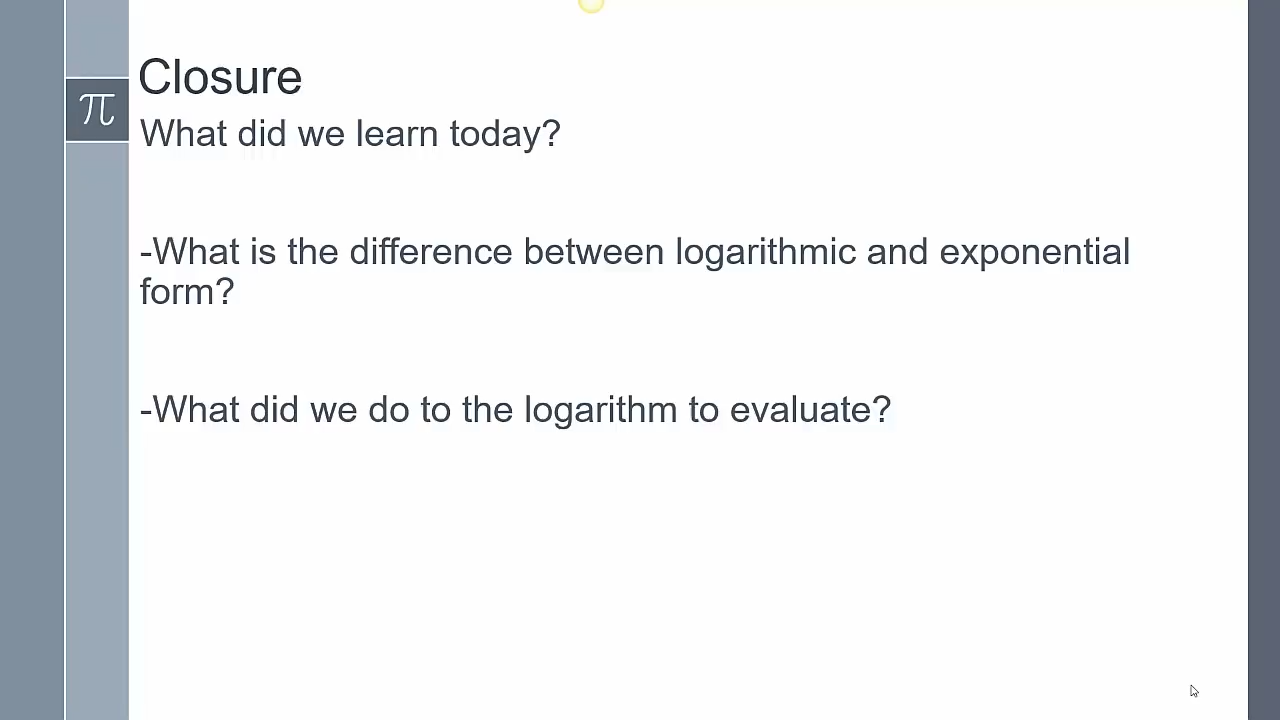 Closure
π
What did we learn today?
-What is the difference between logarithmic and exponential
form?
-What did we do to the logarithm to evaluate?